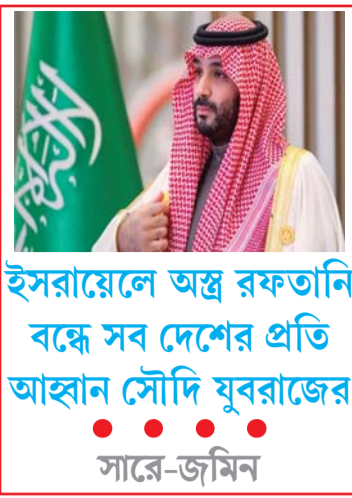 ইসরায়েলে অস্ত্র রফতানি
বন্ধে সব দেশের প্রতি
আহ্বান সৌদি যুবরাজের
সারে-জমিন